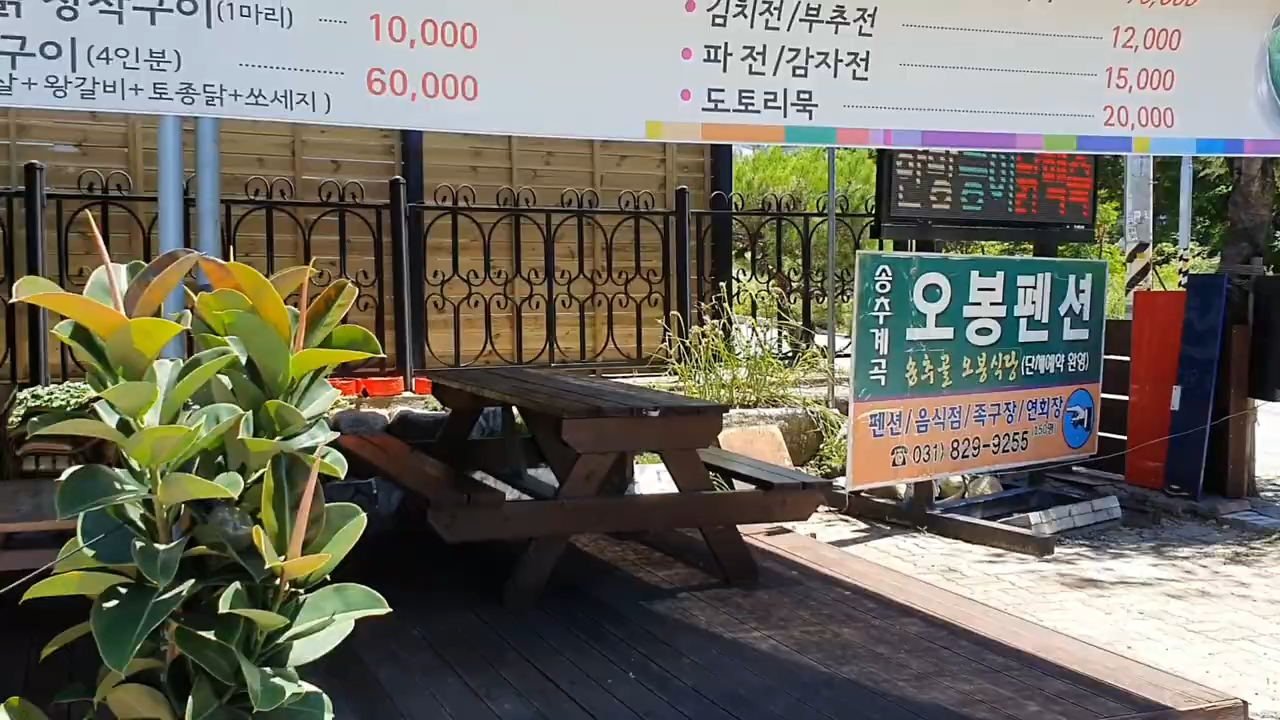 장작구이(1마리) 10,000
구이(4인분) 60,000
살+왕갈비+토종닭+쏘세지)
김치전/부추전 12,000
파 전/감자전 15,000
도토리묵 20,000
송추계곡
오봉펜션
송추골 오봉식당(단체예약 환영)
펜션/음식점/족구장/연회장
☎ 031) 829-9255